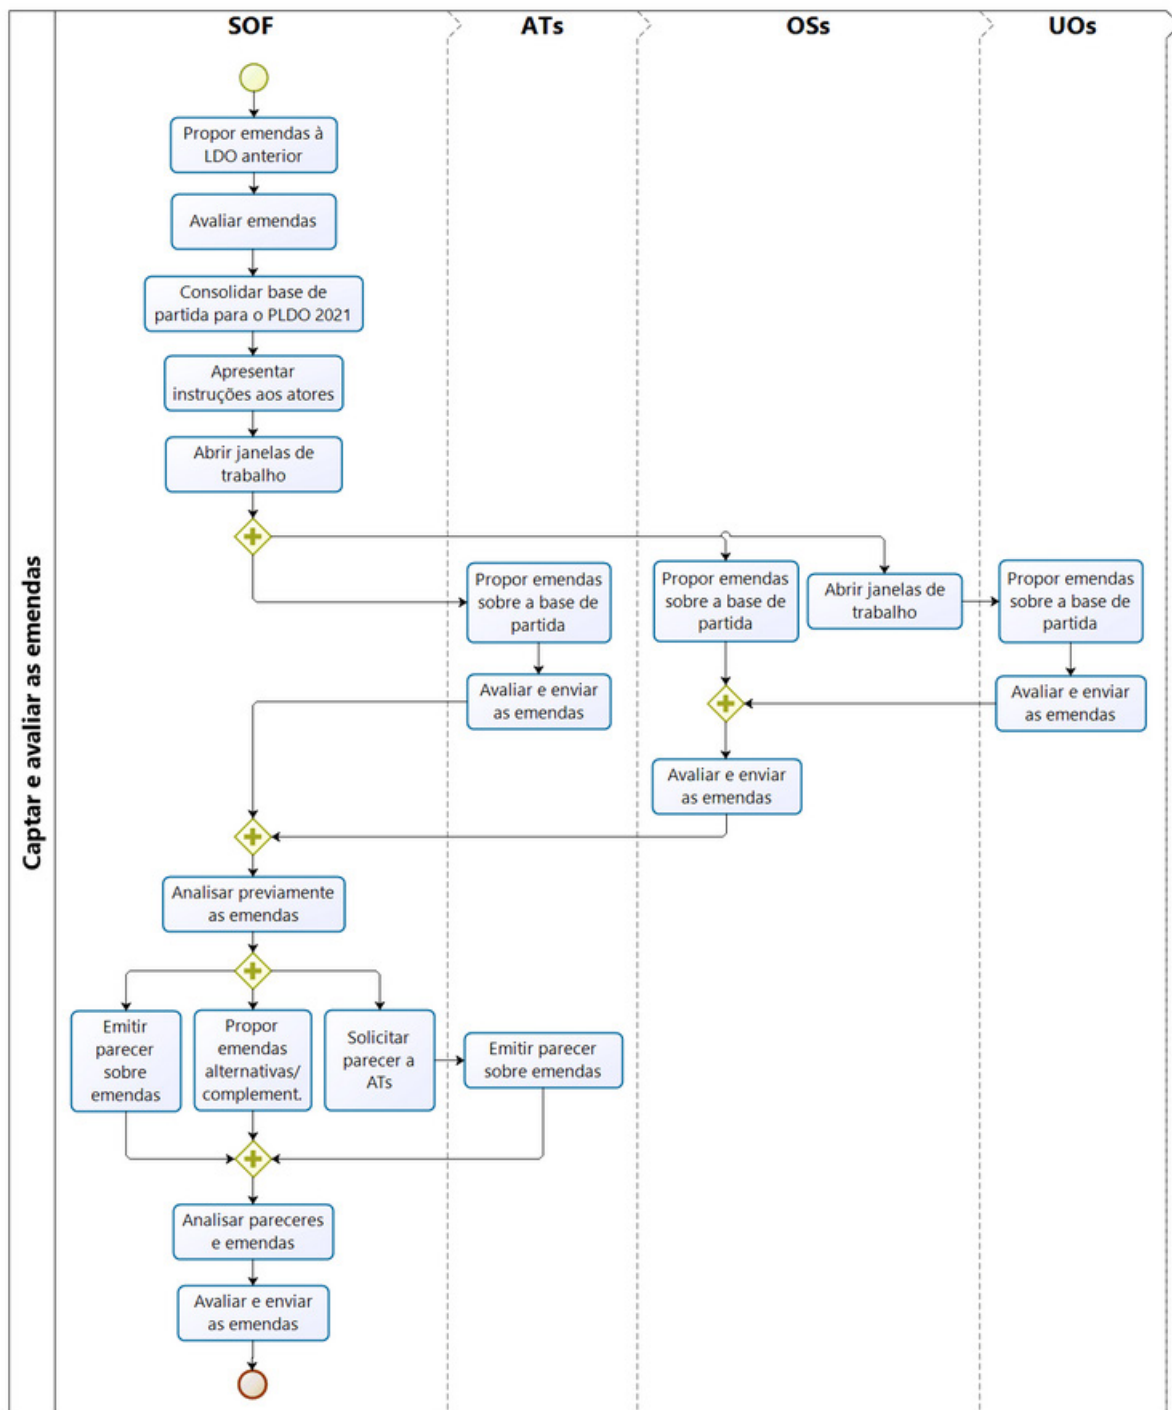 SOF
ATs
OSs
UOs
Captar e avaliar as emendas
Propor emendas à
LDO anterior
Avaliar emendas
Consolidar base de
partida para o PLDO 2021
Apresentar
instruções aos atores
Abrir janelas de
trabalho
Propor emendas
sobre a base de
partida
Propor emendas
sobre a base de
partida
Abrir janelas de
trabalho
Propor emendas
sobre a base de
partida
Avaliar e enviar
as emendas
Avaliar e enviar
as emendas
Avaliar e enviar
as emendas
Analisar previamente
as emendas
Emitir
parecer
sobre
emendas
Propor
emendas
alternativas/
complement.
Solicitar
parecer a
ATs
Emitir parecer
sobre emendas
Analisar pareceres
e emendas
Avaliar e enviar
as emendas